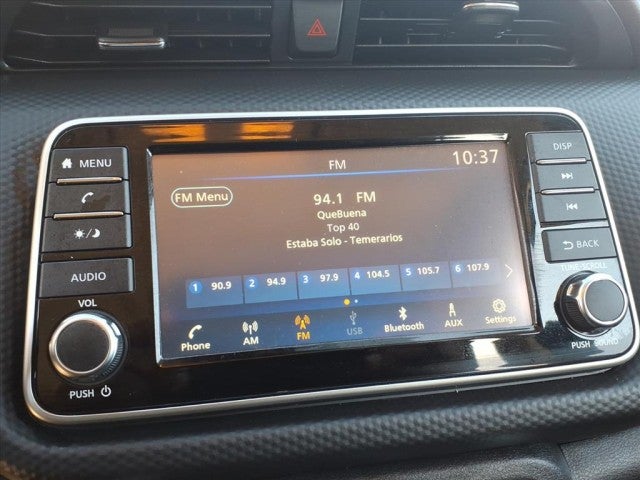 MENU
AUDIO
VOL
PUSH
FM
10:37
FM Menu
94.1 FM
QueBuena
Top 40
Estaba Solo - Temerarios
1 90.9 2 94.9 3 97.9 4 104.5 5 105.7 6 107.9
Phone AM FM USB Bluetooth AUX Settings
DISP
BACK
TUNE·SCROLL
PUSH SOUND